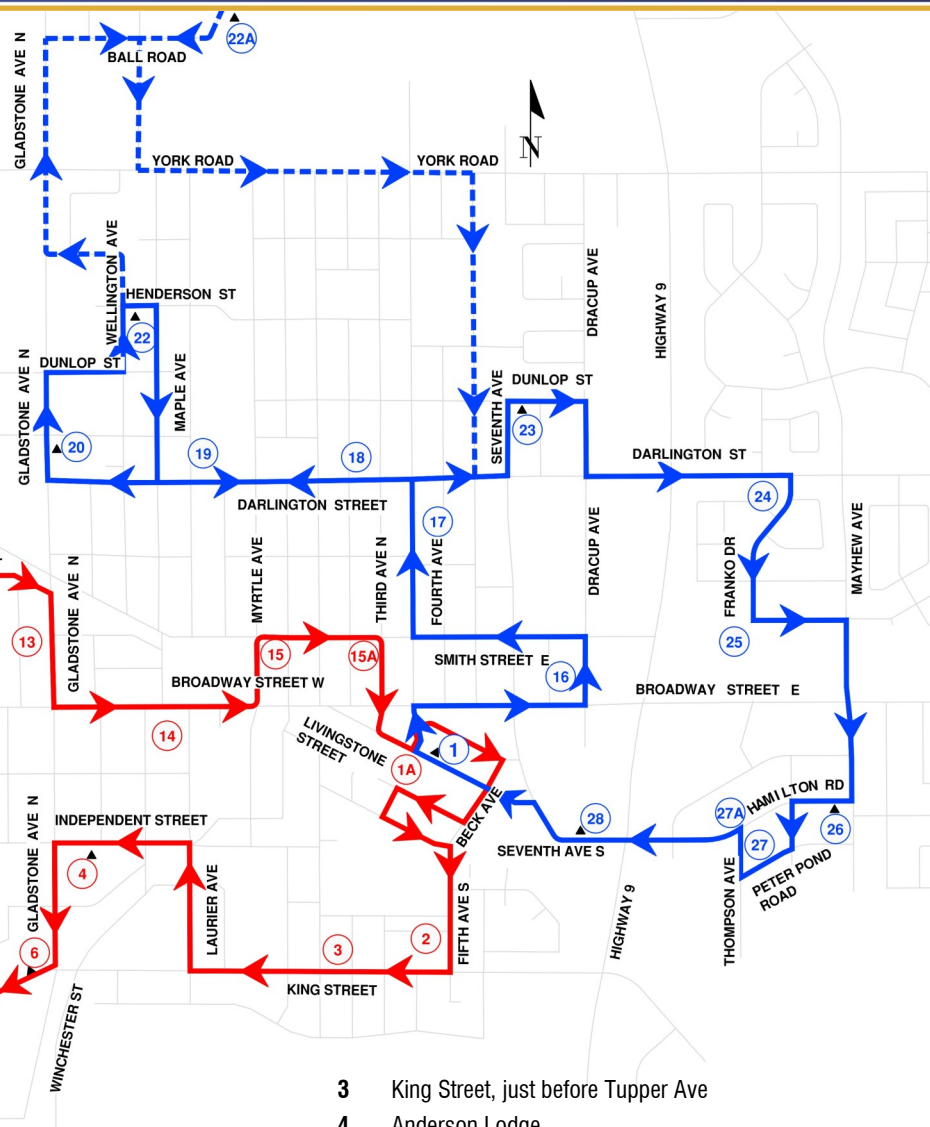 22A
GLADSTONE AVE N
BALL ROAD
N
YORK ROAD
YORK ROAD
WELLINGTON AVE
DRACUP AVE
HIGHWAY 9
HENDERSON ST
22
DUNLOP ST
MAPLE AVE
GLADSTONE AVE N
20
19
18
SEVENTH AVE
DUNLOP ST
23
DARLINGTON ST
DARLINGTON STREET
24
17
MYRTLE AVE
THIRD AVE N
FOURTH AVE
DRACUP AVE
FRANKO DR
MAYHEW AVE
13
GLADSTONE AVE N
15
15A
25
BROADWAY STREET W
SMITH STREET E
16
BROADWAY STREET E
14
LIVINGSTONE
STREET
1
1A
BECK AVE
HAMILTON RD
27A
26
27
28
SEVENTH AVE S
PETER POND
ROAD
THOMPSON AVE
GLADSTONE AVE N
INDEPENDENT STREET
4
LAURIER AVE
FIFTH AVE S
HIGHWAY 9
6
3
2
KING STREET
WINCHESTER ST
3 King Street, just before Tupper Ave
4 Anderson Lodge